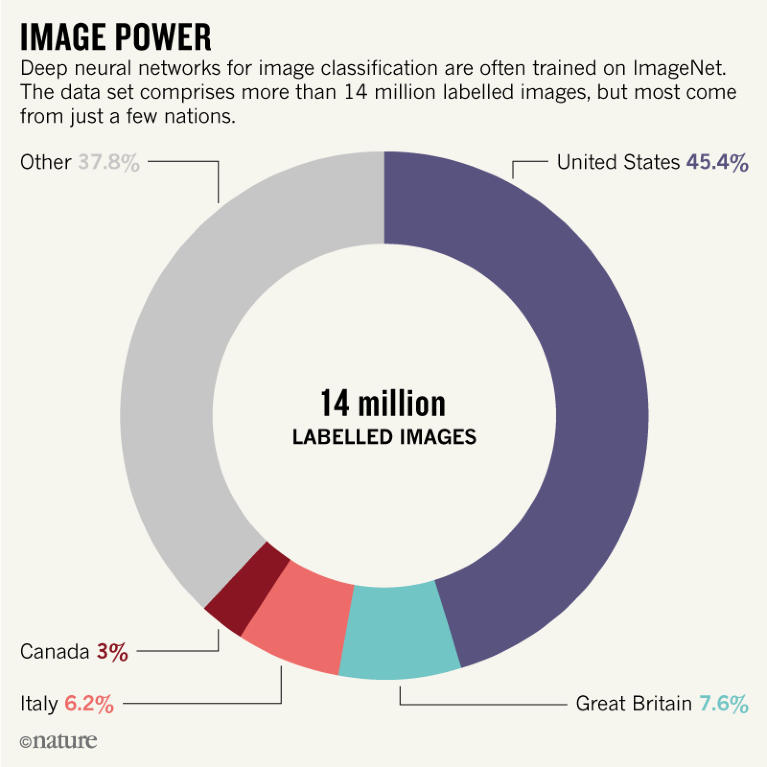 IMAGE POWER
Deep neural networks for image classification are often trained on ImageNet.
The data set comprises more than 14 million labelled images, but most come
from just a few nations.
Other 37.8%
United States 45.4%
14 million
LABELLED IMAGES
Canada 3%
Italy 6.2%
Great Britain 7.6%
©nature